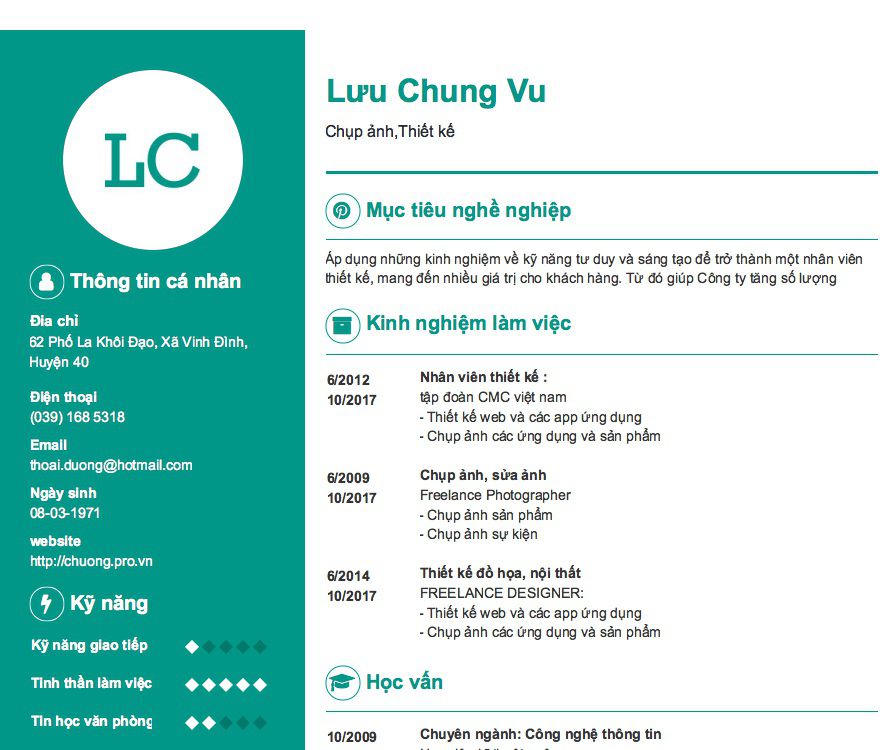 LC
Thông tin cá nhân
Địa chỉ
62 Phố La Khôi Đạo, Xã Vinh Đình,
Huyện 40
Điện thoại
(039) 168 5318
Email
thoai.duong@hotmail.com
Ngày sinh
08-03-1971
website
http://chuong.pro.vn
Kỹ năng
Kỹ năng giao tiếp
Tinh thần làm việc
Tin học văn phòng
Lưu Chung Vu
Chụp ảnh,Thiết kế
Mục tiêu nghề nghiệp
Áp dụng những kinh nghiệm về kỹ năng tư duy và sáng tạo để trở thành một nhân viên
thiết kế, mang đến nhiều giá trị cho khách hàng. Từ đó giúp Công ty tăng số lượng
Kinh nghiệm làm việc
6/2012
10/2017
Nhân viên thiết kế :
tập đoàn CMC việt nam
- Thiết kế web và các app ứng dụng
- Chụp ảnh các ứng dụng và sản phẩm
6/2009
10/2017
Chụp ảnh, sửa ảnh
Freelance Photographer
- Chụp ảnh sản phẩm
- Chụp ảnh sự kiện
6/2014
10/2017
Thiết kế đồ họa, nội thất
FREELANCE DESIGNER:
- Thiết kế web và các app ứng dụng
- Chụp ảnh các ứng dụng và sản phẩm
Học vấn
10/2009
Chuyên ngành: Công nghệ thông tin